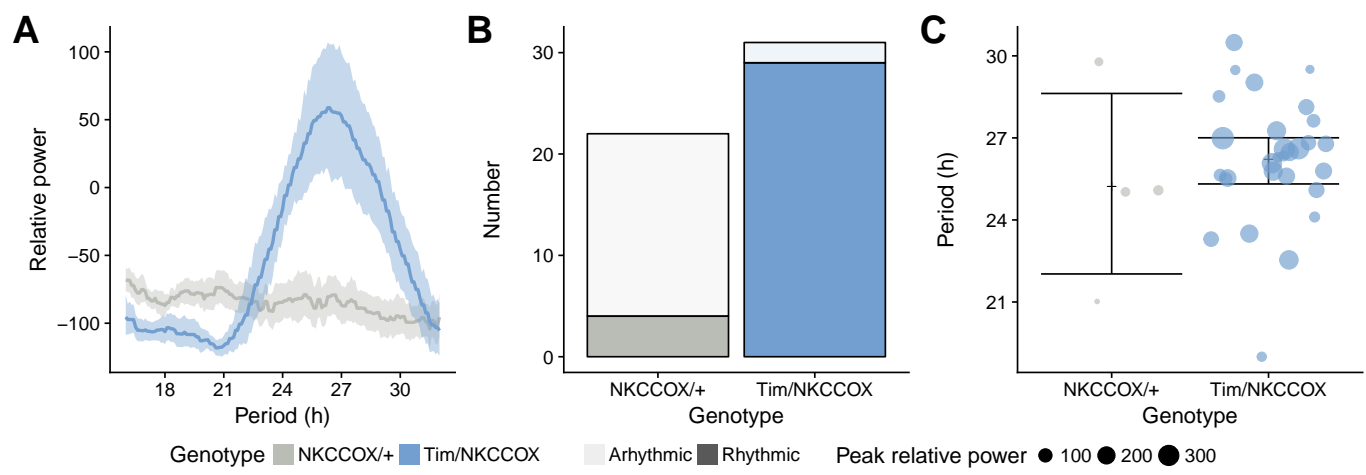 A
Relative power
100
50
0
−50
−100
18 21 24 27 30
Period (h)
B
Number
30
20
10
0
NKCCOX/+ Tim/NKCCOX
Genotype
C
Period (h)
30
27
24
21
NKCCOX/+ Tim/NKCCOX
Genotype
Genotype NKCCOX/+ Tim/NKCCOX Arhythmic Rhythmic Peak relative power 100 200 300